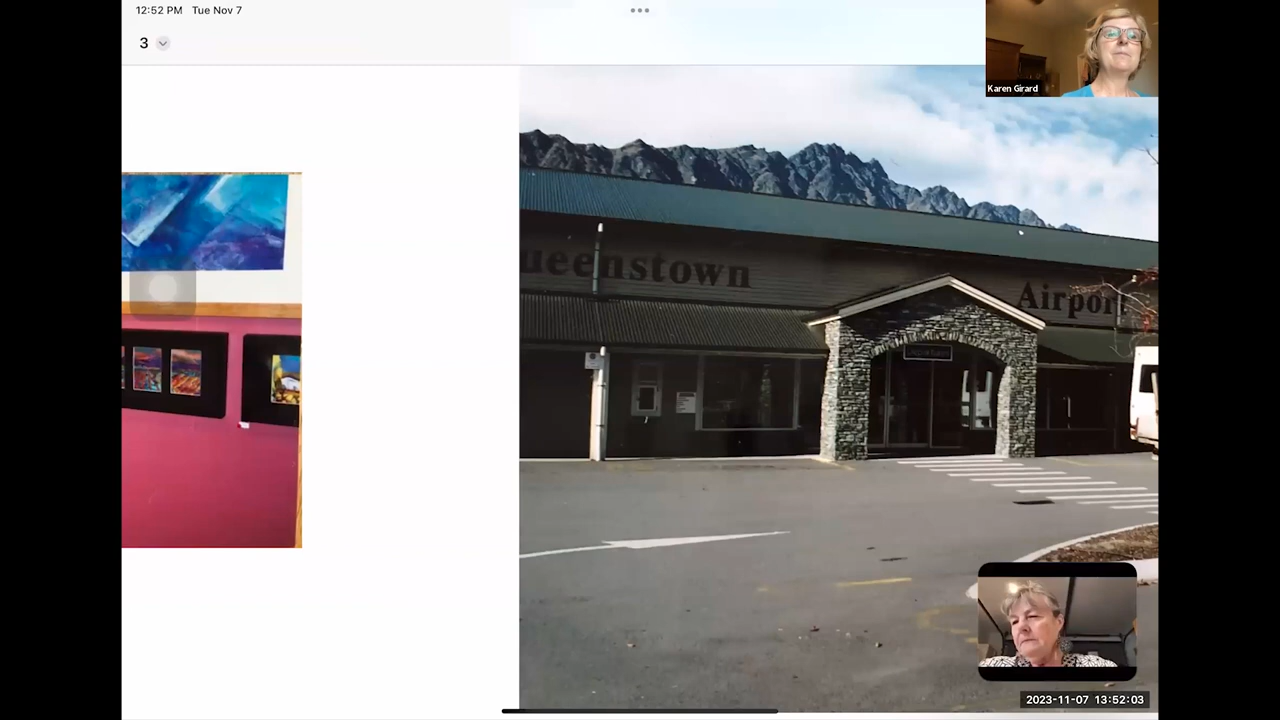 12:52 PM Tue Nov 7
3
Karen Girard
ueenstown
Airport
2023-11-07 13:52:03